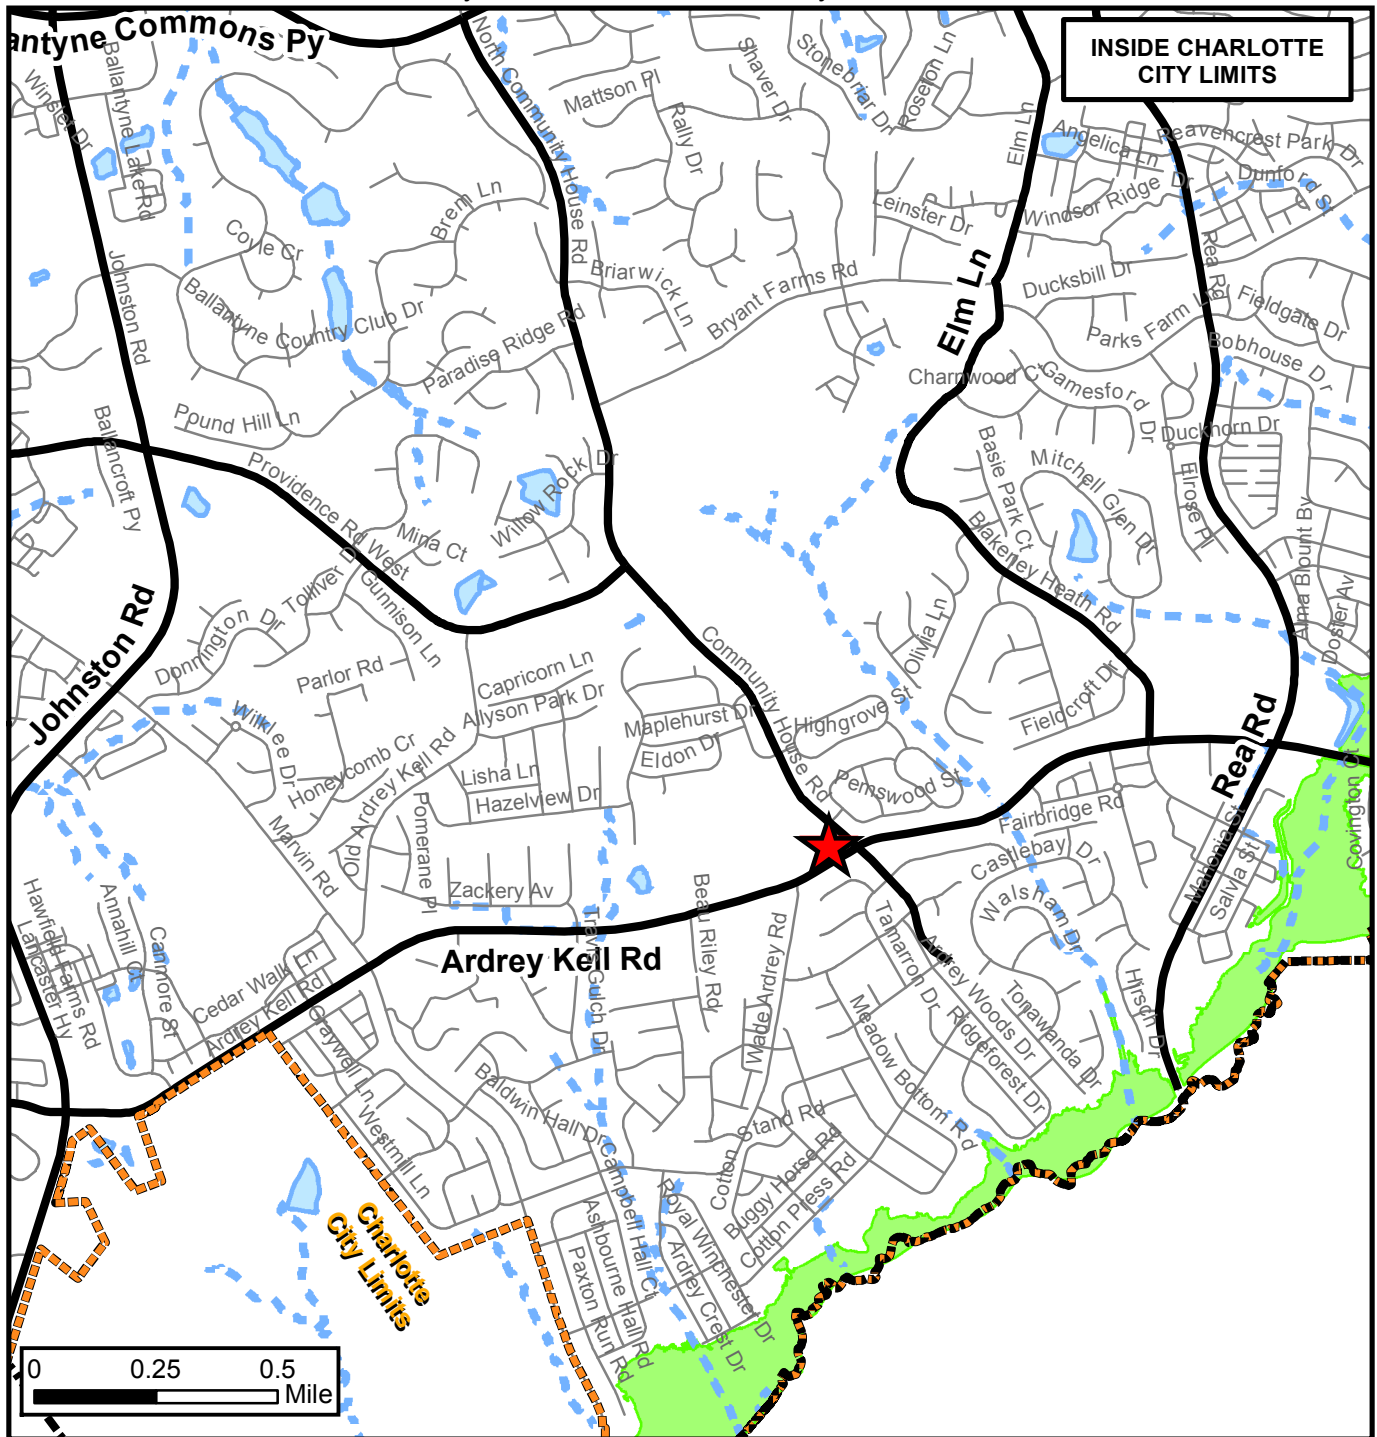 antyne Commons Py
INSIDE CHARLOTTE
CITY LIMITS
Winslet Dr
Ballantyne Lake Rd
North Community House Rd
Mattson Pl
Rally Dr
Shaver Dr
Stonebriar Dr
Roseton Ln
Elm Ln
Angelica Ln
Reavencrest Park Dr
Dunford St
Windsor Ridge Dr
Leinster Dr
Brem Ln
Coyle Cr
Johnston Rd
Ballantyne Country Club Dr
Briarwick Ln
Bryant Farms Rd
Elm Ln
Ducksbill Dr
Rea Rd
Parks Farm Ln
Fieldgate Dr
Bobhouse Dr
Paradise Ridge Rd
Charnwood C
Gamesford Dr
Pound Hill Ln
Ballancroft Py
Duckhorn Dr
Providence Rd West
Willow Rock Dr
Mina Ct
Basie Park Ct
Mitchell Glen Dr
Elrose Pl
Blakeney Heath Rd
Alma Blount By
Doster Av
Tolliver D
Gunnison Ln
Donnington Dr
Johnston Rd
Parlor Rd
Capricorn Ln
Allyson Park Dr
Community House Rd
Olivia Ln
Highgrove St
Fieldcroft Dr
Maplehurst Dr
Eldon Dr
Wilklee Dr
Honeycomb Cr
Old Ardrey Kell Rd
Lisha Ln
Hazelview Dr
Pemswood St
Rea Rd
Covington Ct
Fairbridge Rd
Marvin Rd
Pomerane Pl
Zackery Av
Castlebay Dr
Walsham Dr
Mahonia St
Salvia St
Hawfield Farms Rd
Lancaster Hy
Annahill Ct
Canmore St
Cedar Walk Ln
Ardrey Kell Rd
Ardrey Kell Rd
Travis Gulch Dr
Beau Riley Rd
Wade Ardrey Rd
Tamarron Dr
Ardrey Woods Dr
Tonawanda Dr
Hirsch Dr
Ridgeforest Dr
Meadow Bottom Rd
Graywell Ln
Westmill Ln
Baldwin Hall Dr
Campbell Hall Ct
Cotton Stand Rd
Buggy Horse Rd
Cotton Press Rd
Royal Winchester Dr
Ardrey Crest Dr
Ashbourne Hall Rd
Paxton Run Rd
Charlotte
City Limits
0 0.25 0.5
Mile